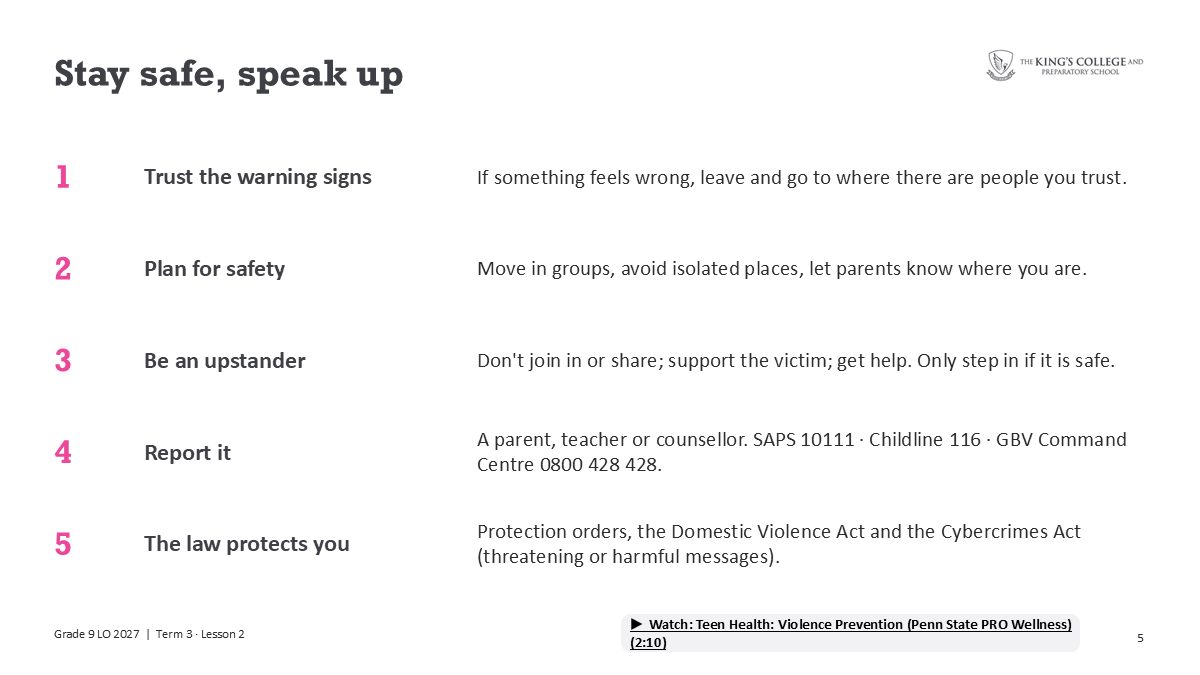 Stay safe, speak up
THE KING'S COLLEGE AND
PREPARATORY SCHOOL
1
Trust the warning signs
If something feels wrong, leave and go to where there are people you trust.
2
Plan for safety
Move in groups, avoid isolated places, let parents know where you are.
3
Be an upstander
Don't join in or share; support the victim; get help. Only step in if it is safe.
4
Report it
A parent, teacher or counsellor. SAPS 10111 · Childline 116 · GBV Command
Centre 0800 428 428.
5
The law protects you
Protection orders, the Domestic Violence Act and the Cybercrimes Act
(threatening or harmful messages).
Grade 9 LO 2027 | Term 3 · Lesson 2
▶ Watch: Teen Health: Violence Prevention (Penn State PRO Wellness)
(2:10)
5